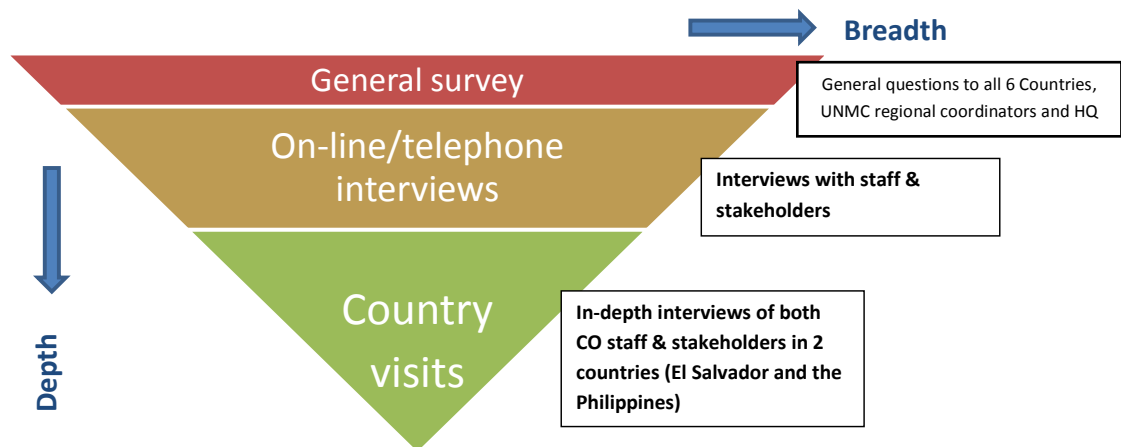 Breadth
General survey
General questions to all 6 Countries,
UNMC regional coordinators and HQ
On-line/telephone
interviews
Interviews with staff &
stakeholders
Country
visits
In-depth interviews of both
CO staff & stakeholders in 2
countries (El Salvador and the
Philippines)
Depth